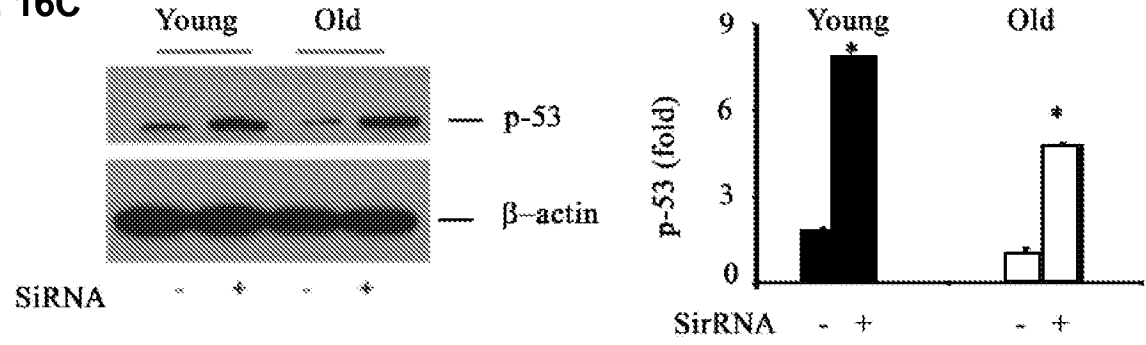 16C
Young Old
p-53
β-actin
SiRNA - + - +
9
6
3
0
p-53 (fold)
Young Old
*
*
SirRNA - + - +